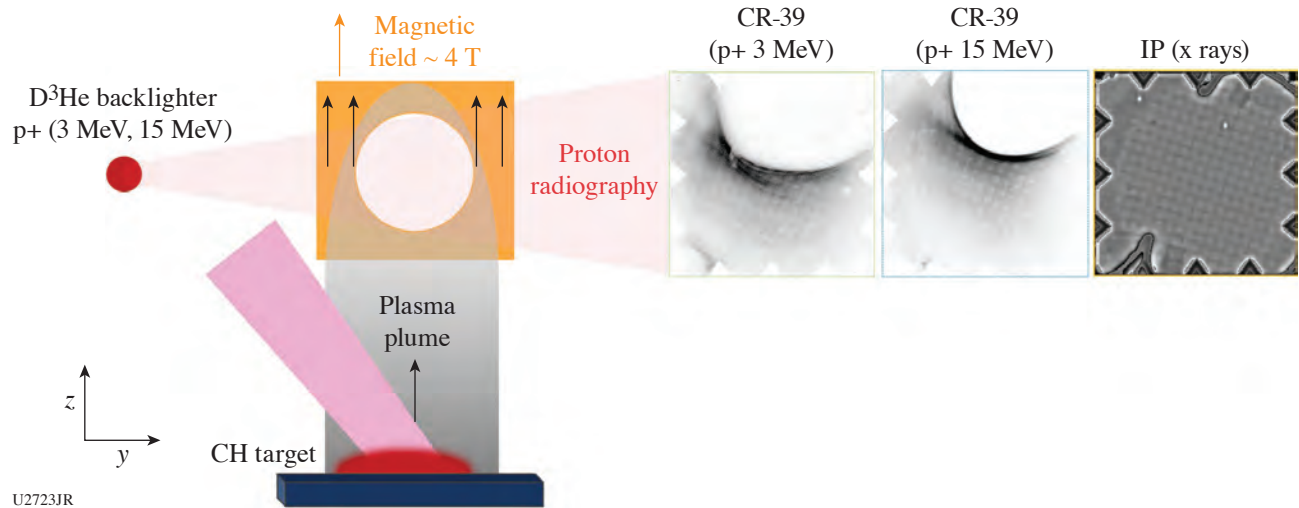 Magnetic
field ~ 4 T
D³He backlighter
p+ (3 MeV, 15 MeV)
Proton
radiography
CR-39
(p+ 3 MeV)
CR-39
(p+ 15 MeV)
IP (x rays)
Plasma
plume
z
y
CH target
U2723JR